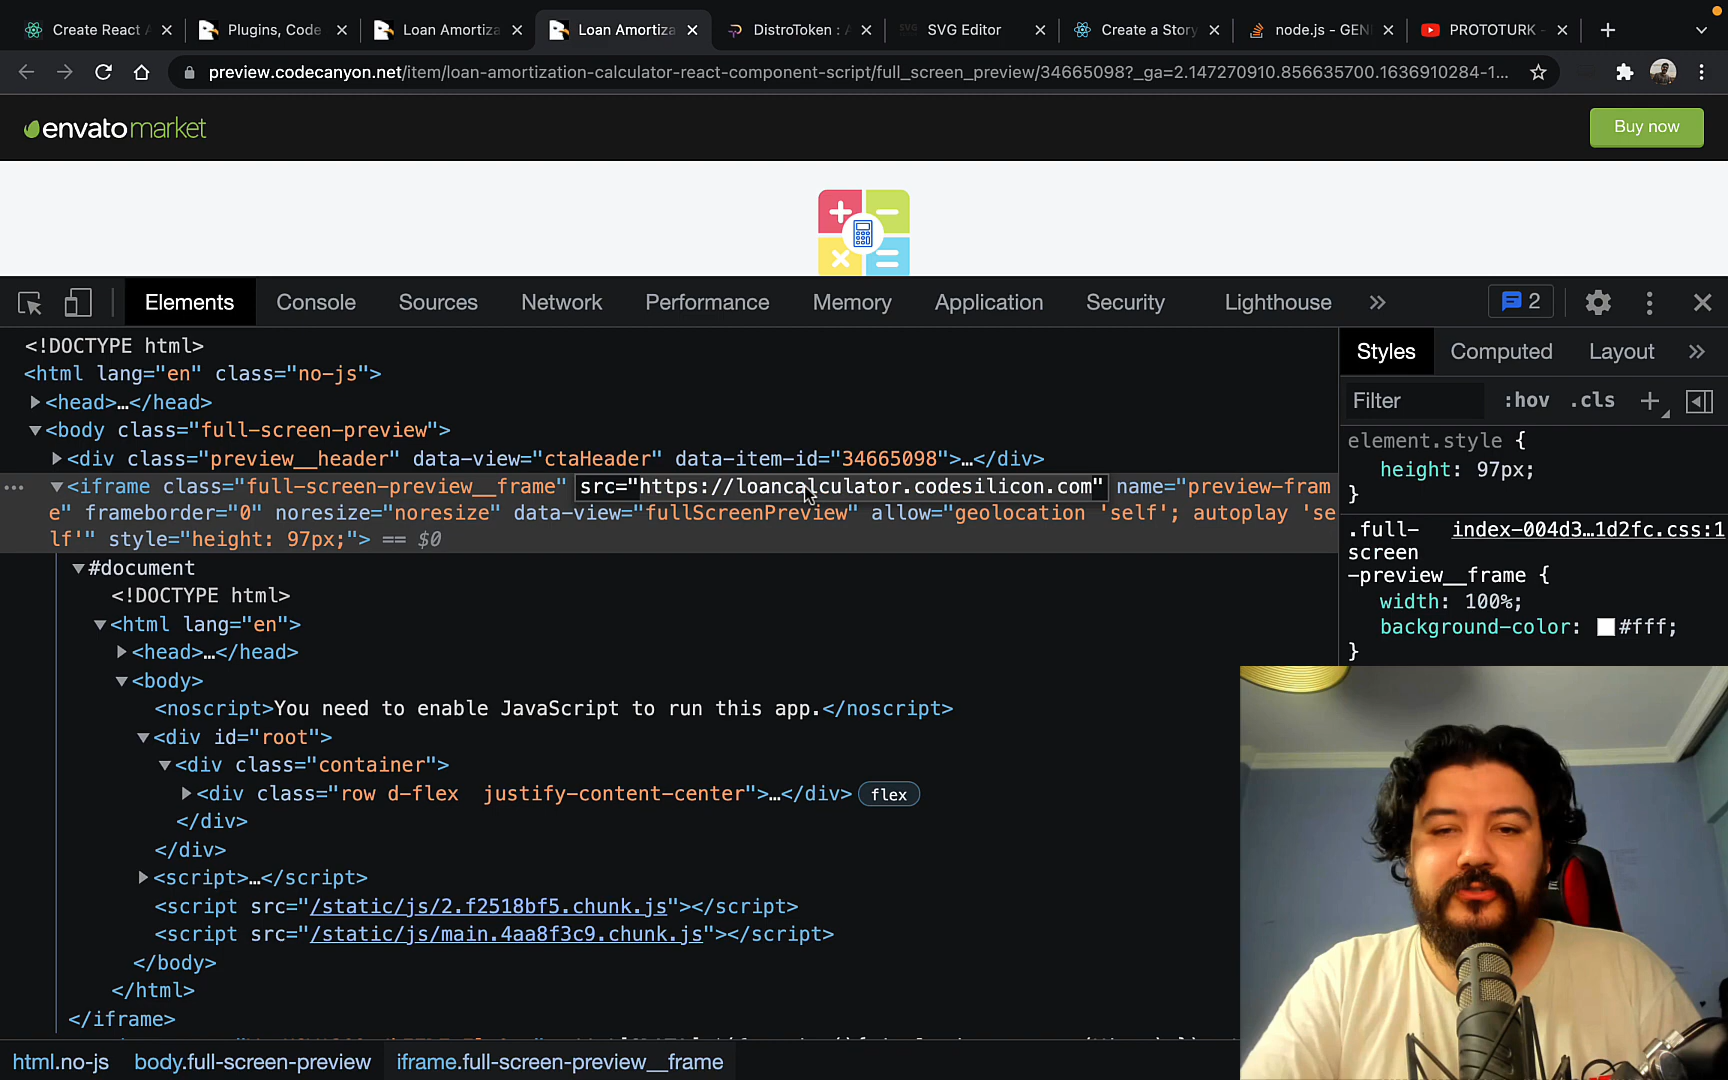 Create React A
Plugins, Code
Loan Amortiza
Loan Amortiza
DistroToken : A
SVG Editor
Create a Story
node.js - GENE
PROTOTURK -
preview.codecanyon.net/item/loan-amortization-calculator-react-component-script/full_screen_preview/34665098?_ga=2.147270910.856635700.1636910284-1...
envatomarket
Buy now
Elements Console Sources Network Performance Memory Application Security Lighthouse » 2
<!DOCTYPE html>
<html lang="en" class="no-js">
<head>…</head>
<body class="full-screen-preview">
<div class="preview__header" data-view="ctaHeader" data-item-id="34665098">…</div>
<iframe class="full-screen-preview__frame" src="https://loancalculator.codesilicon.com" name="preview-fram
e" frameborder="0" noresize="noresize" data-view="fullScreenPreview" allow="geolocation 'self'; autoplay 'se
lf'" style="height: 97px;"> == $0
#document
<!DOCTYPE html>
<html lang="en">
<head>…</head>
<body>
<noscript>You need to enable JavaScript to run this app.</noscript>
<div id="root">
<div class="container">
<div class="row d-flex  justify-content-center">…</div> flex
</div>
</div>
<script>…</script>
<script src="/static/js/2.f2518bf5.chunk.js"></script>
<script src="/static/js/main.4aa8f3c9.chunk.js"></script>
</body>
</html>
</iframe>
html.no-js body.full-screen-preview iframe.full-screen-preview__frame
Styles Computed Layout »
Filter :hov .cls +
element.style {
height: 97px;
}
.full- index-004d3…1d2fc.css:1
screen
-preview__frame {
width: 100%;
background-color: #fff;
}